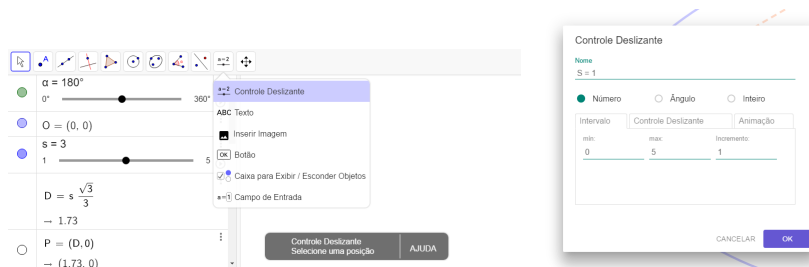 A
a=2
α = 180°
0°
360°
O = (0, 0)
s = 3
1
5
D = s √3/3
→ 1.73
P = (D, 0)
→ (1.73, 0)
a=2 Controle Deslizante
ABC Texto
Inserir Imagem
OK Botão
Caixa para Exibir / Esconder Objetos
a=1 Campo de Entrada
Controle Deslizante
Selecione uma posição
AJUDA
Controle Deslizante
Nome
S = 1
Número Ângulo Inteiro
Intervalo Controle Deslizante Animação
min max Incremento
0 5 1
CANCELAR OK